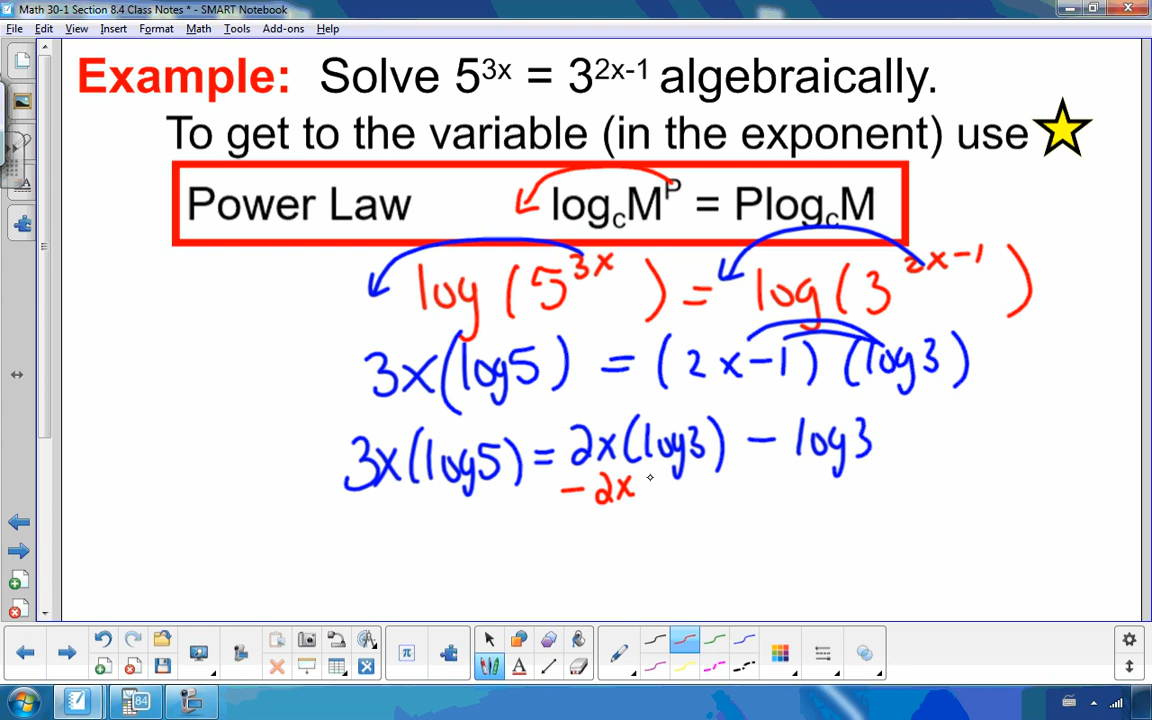 Math 30-1 Section 8.4 Class Notes * - SMART Notebook
File Edit View Insert Format Math Tools Add-ons Help
Example: Solve 5^{3x} = 3^{2x-1} algebraically.
To get to the variable (in the exponent) use
Power Law log_cM^P = Plog_cM
log(5^{3x}) = log(3^{2x-1})
3x(log5) = (2x-1)(log3)
3x(log5) = 2x(log3) - log3
-2x
π A
84